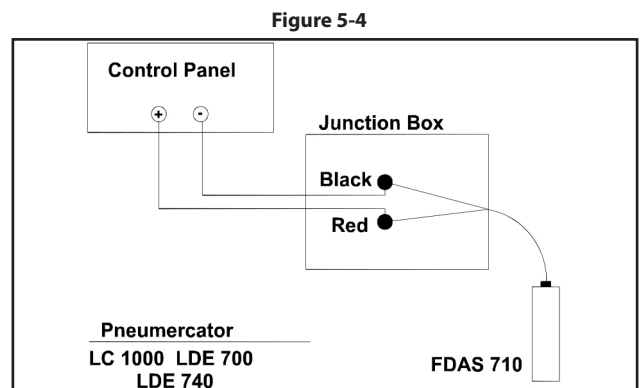 Figure 5-4
Control Panel
+ -
Junction Box
Black
Red
Pneumercator
LC 1000 LDE 700
LDE 740
FDAS 710